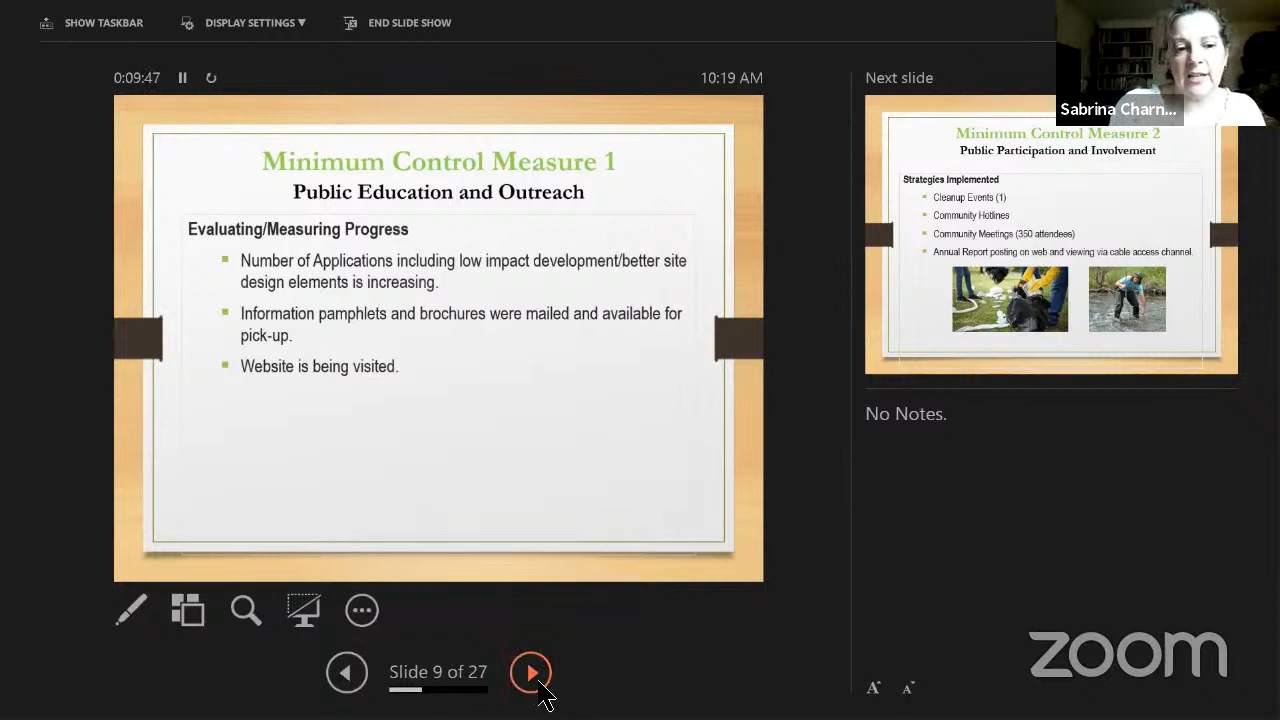 SHOW TASKBAR
DISPLAY SETTINGS ▼
END SLIDE SHOW
0:09:47
10:19 AM
Minimum Control Measure 1
Public Education and Outreach
Evaluating/Measuring Progress
Number of Applications including low impact development/better site
design elements is increasing.
Information pamphlets and brochures were mailed and available for
pick-up.
Website is being visited.
Slide 9 of 27
Next slide
Sabrina Charn...
Minimum Control Measure 2
Public Participation and Involvement
Strategies Implemented
Cleanup Events (1)
Community Hotlines
Community Meetings (350 attendees)
Annual Report posting on web and viewing via cable access channel.
No Notes.
A A
zoom